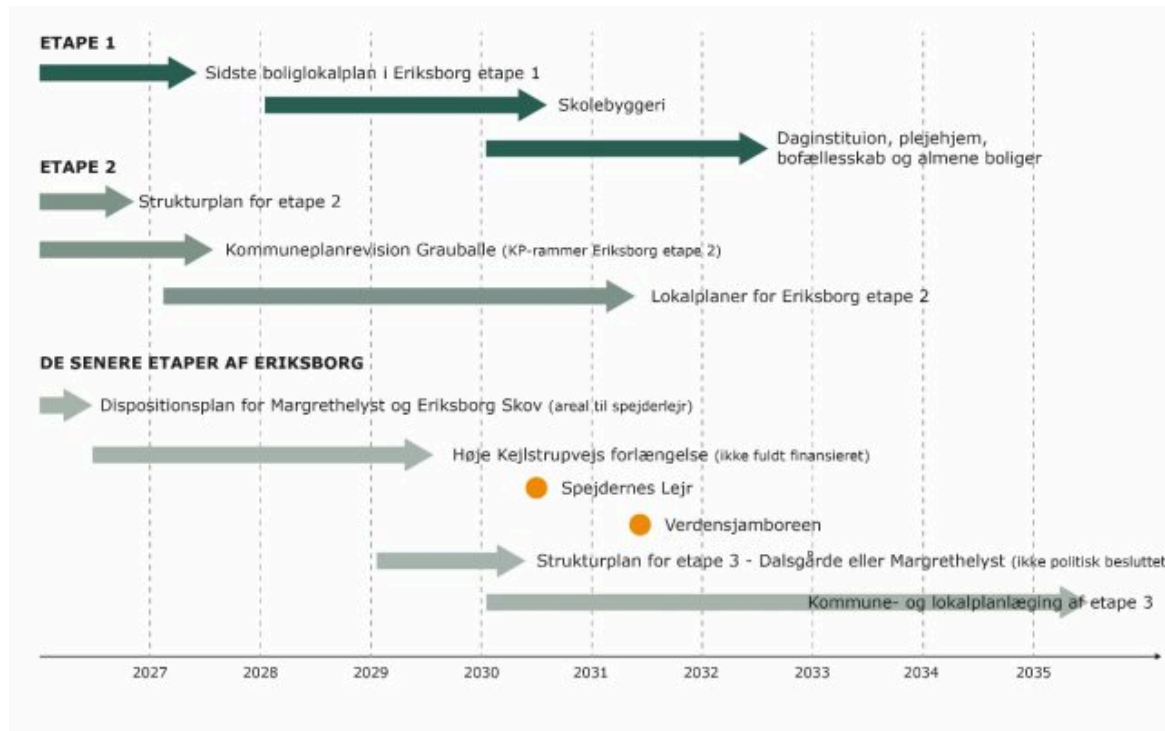 ETAPE 1
Sidste boliglokalplan i Eriksborg etape 1
Skolebyggeri
Daginstituion, plejehjem,
bofællesskab og almene boliger
ETAPE 2
Strukturplan for etape 2
Kommuneplanrevision Grauballe (KP-rammer Eriksborg etape 2)
Lokalplaner for Eriksborg etape 2
DE SENERE ETAPER AF ERIKSBORG
Dispositionsplan for Margrethelyst og Eriksborg Skov (areal til spejderlejr)
Høje Kejlstrupvejs forlængelse (ikke fuldt finansieret)
Spejdernes Lejr
Verdensjamboreen
Strukturplan for etape 3 - Dalsgårde eller Margrethelyst (ikke politisk besluttet
Kommune- og lokalplanlæging af etape 3
2027 2028 2029 2030 2031 2032 2033 2034 2035